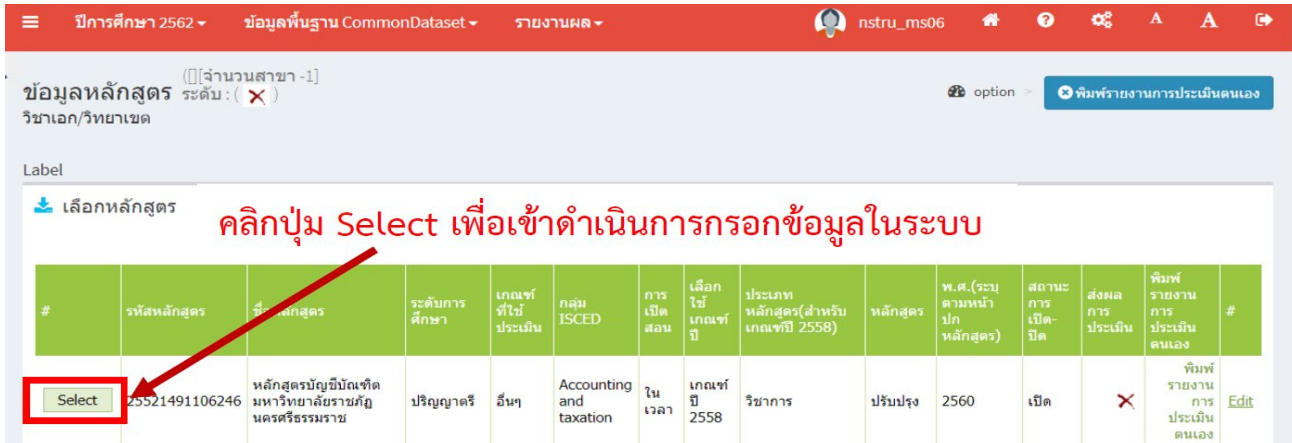 ปีการศึกษา 2562 ข้อมูลพื้นฐาน CommonDataset รายงานผล nstru_ms06 A A
ข้อมูลหลักสูตร ([][จำนวนสาขา -1]
ระดับ : ( )
วิชาเอก/วิทยาเขต
option > พิมพ์รายงานการประเมินตนเอง
Label
เลือกหลักสูตร
คลิกปุ่ม Select เพื่อเข้าดำเนินการกรอกข้อมูลในระบบ
#
รหัสหลักสูตร
ชื่อหลักสูตร
ระดับการ
ศึกษา
เกณฑ์
ที่ใช้
ประเมิน
กลุ่ม
ISCED
การ
เปิด
สอน
เลือก
ใช้
เกณฑ์
ปี
ประเภท
หลักสูตร(สำหรับ
เกณฑ์ปี 2558)
หลักสูตร
พ.ศ.(ระบุ
ตามหน้า
ปก
หลักสูตร)
สถานะ
การ
เปิด-
ปิด
ส่งผล
การ
ประเมิน
พิมพ์
รายงาน
การ
ประเมิน
ตนเอง
#
Select
25521491106246
หลักสูตรบัญชีบัณฑิต
มหาวิทยาลัยราชภัฏ
นครศรีธรรมราช
ปริญญาตรี
อื่นๆ
Accounting
and
taxation
ใน
เวลา
เกณฑ์
ปี
2558
วิชาการ
ปรับปรุง
2560
เปิด
พิมพ์
รายงาน
การ
ประเมิน
ตนเอง
Edit